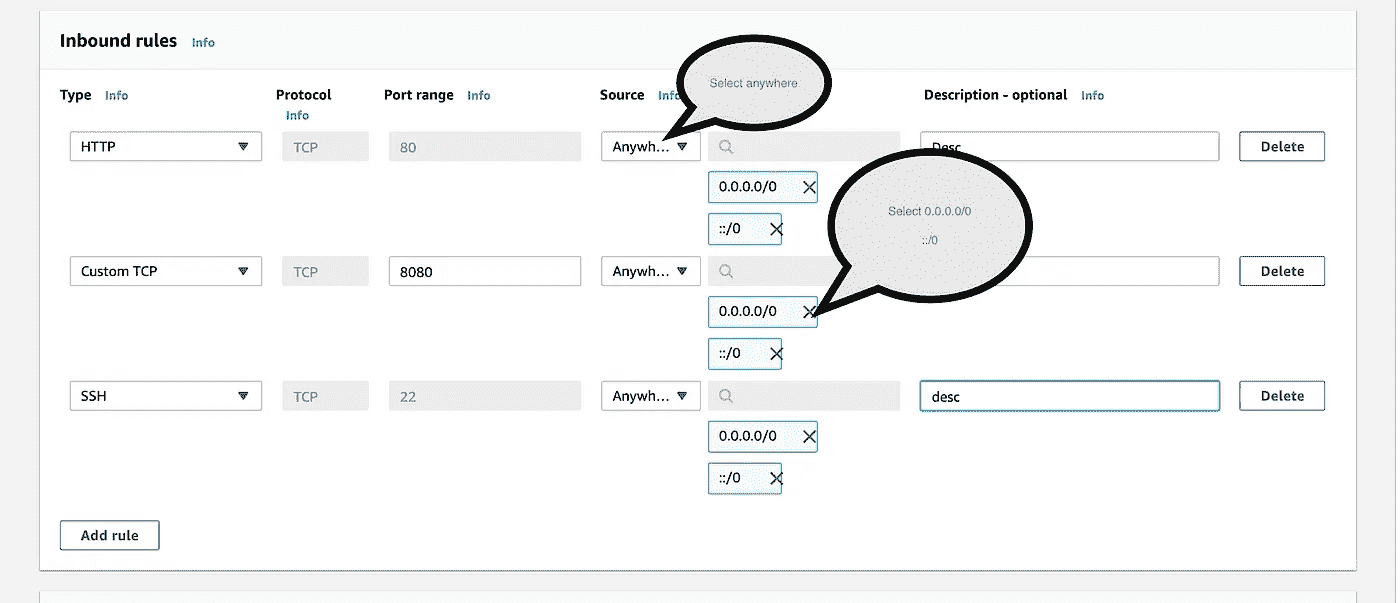 Inbound rules Info
Select anywhere
Type Info Protocol Info Port range Info Source Info Description - optional Info
HTTP TCP 80 Anywh... Desc Delete
0.0.0.0/0
::/0
Select 0.0.0.0/0
::/0
Custom TCP TCP 8080 Anywh... Delete
0.0.0.0/0
::/0
SSH TCP 22 Anywh... desc Delete
0.0.0.0/0
::/0
Add rule